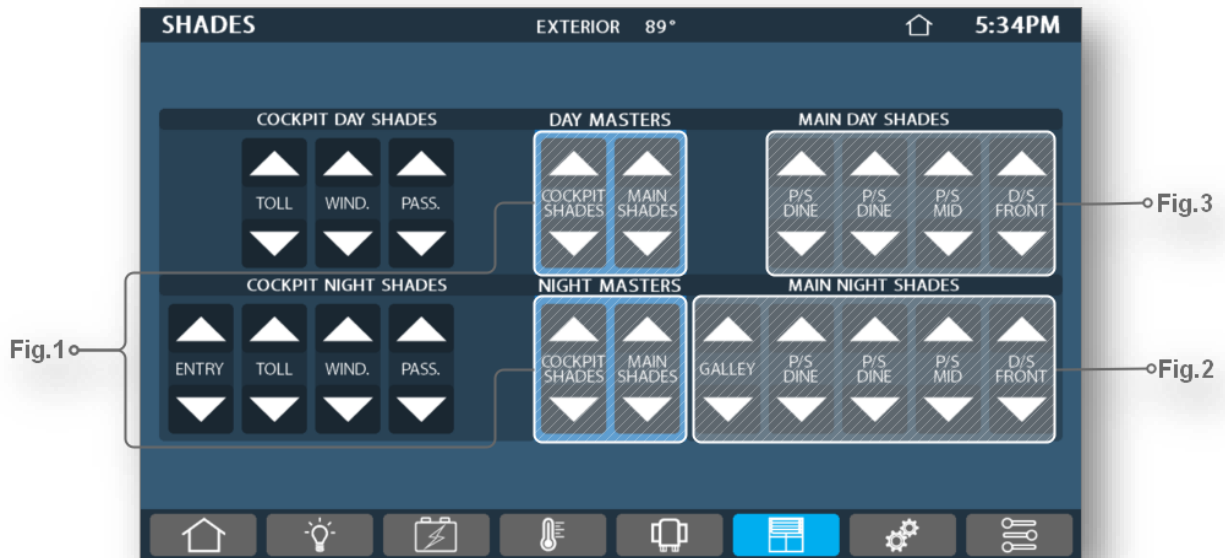 SHADES EXTERIOR 89° 5:34PM
COCKPIT DAY SHADES DAY MASTERS MAIN DAY SHADES
TOLL WIND. PASS.
COCKPIT SHADES
MAIN SHADES
P/S DINE
P/S DINE
P/S MID
D/S FRONT
Fig.3
COCKPIT NIGHT SHADES NIGHT MASTERS MAIN NIGHT SHADES
Fig.1
ENTRY TOLL WIND. PASS.
COCKPIT SHADES
MAIN SHADES
GALLEY
P/S DINE
P/S DINE
P/S MID
D/S FRONT
Fig.2